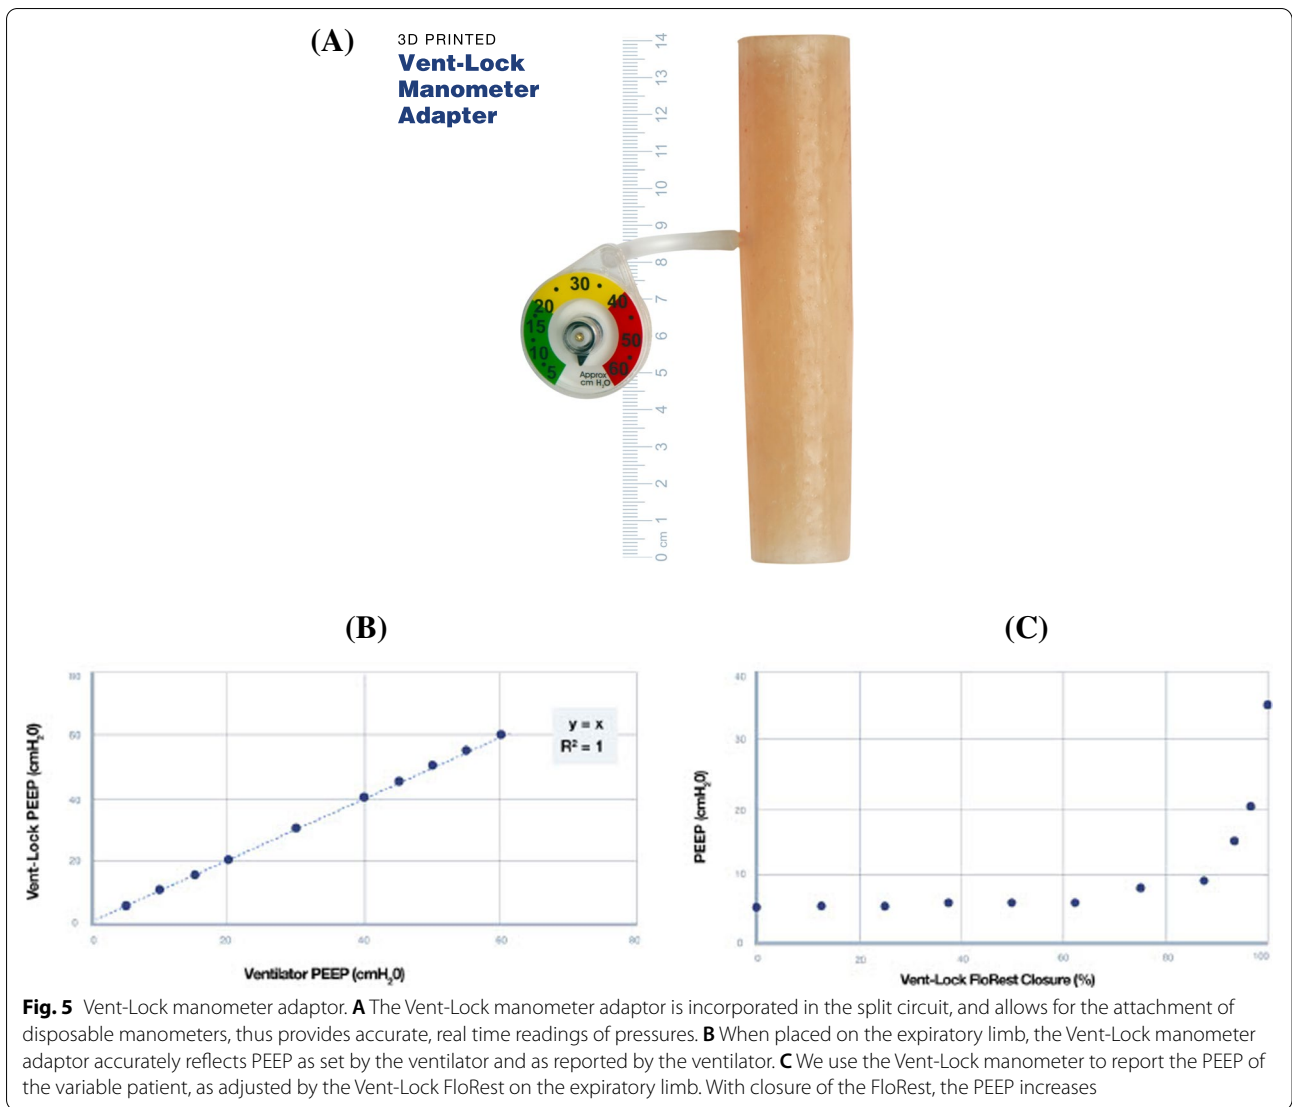 (A)
3D PRINTED
Vent-Lock
Manometer
Adapter
14
13
12
11
10
9
8
7
6
5
4
3
2
1
0 cm
30
20
40
15
50
10
60
5
Approx
cm H₂O
(B)
(C)
80
60
40
20
0
Vent-Lock PEEP (cmH₂0)
y = x
R² = 1
0
20
40
60
80
Ventilator PEEP (cmH₂0)
40
30
20
10
0
PEEP (cmH₂0)
0
20
40
60
80
100
Vent-Lock FloRest Closure (%)
Fig. 5 Vent-Lock manometer adaptor. A The Vent-Lock manometer adaptor is incorporated in the split circuit, and allows for the attachment of
disposable manometers, thus provides accurate, real time readings of pressures. B When placed on the expiratory limb, the Vent-Lock manometer
adaptor accurately reflects PEEP as set by the ventilator and as reported by the ventilator. C We use the Vent-Lock manometer to report the PEEP of
the variable patient, as adjusted by the Vent-Lock FloRest on the expiratory limb. With closure of the FloRest, the PEEP increases